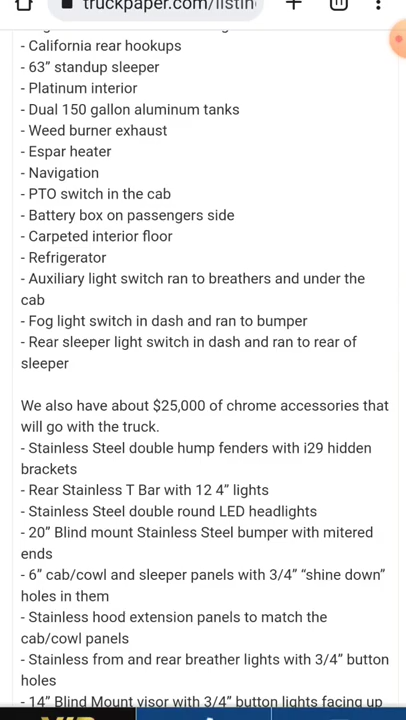 truckpaper.com/listin
- California rear hookups
- 63” standup sleeper
- Platinum interior
- Dual 150 gallon aluminum tanks
- Weed burner exhaust
- Espar heater
- Navigation
- PTO switch in the cab
- Battery box on passengers side
- Carpeted interior floor
- Refrigerator
- Auxiliary light switch ran to breathers and under the
cab
- Fog light switch in dash and ran to bumper
- Rear sleeper light switch in dash and ran to rear of
sleeper
We also have about $25,000 of chrome accessories that
will go with the truck.
- Stainless Steel double hump fenders with i29 hidden
brackets
- Rear Stainless T Bar with 12 4” lights
- Stainless Steel double round LED headlights
- 20” Blind mount Stainless Steel bumper with mitered
ends
- 6” cab/cowl and sleeper panels with 3/4” “shine down”
holes in them
- Stainless hood extension panels to match the
cab/cowl panels
- Stainless from and rear breather lights with 3/4” button
holes
- 14” Blind Mount visor with 3/4” button lights facing up